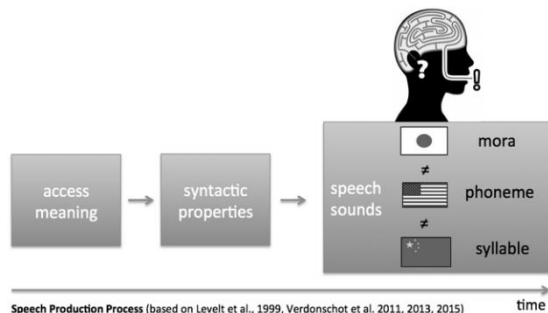 ?
!
mora
≠
access
meaning
syntactic
properties
speech
sounds
phoneme
≠
syllable
time
Speech Production Process (based on Levelt et al., 1999, Verdonschot et al. 2011, 2013, 2015)